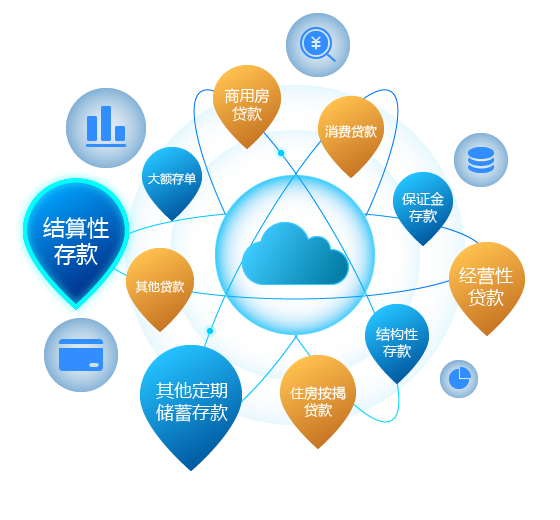 商用房
贷款
消费贷款
大额存单
保证金
存款
结算性
存款
经营性
贷款
其他贷款
结构性
存款
其他定期
储蓄存款
住房按揭
贷款